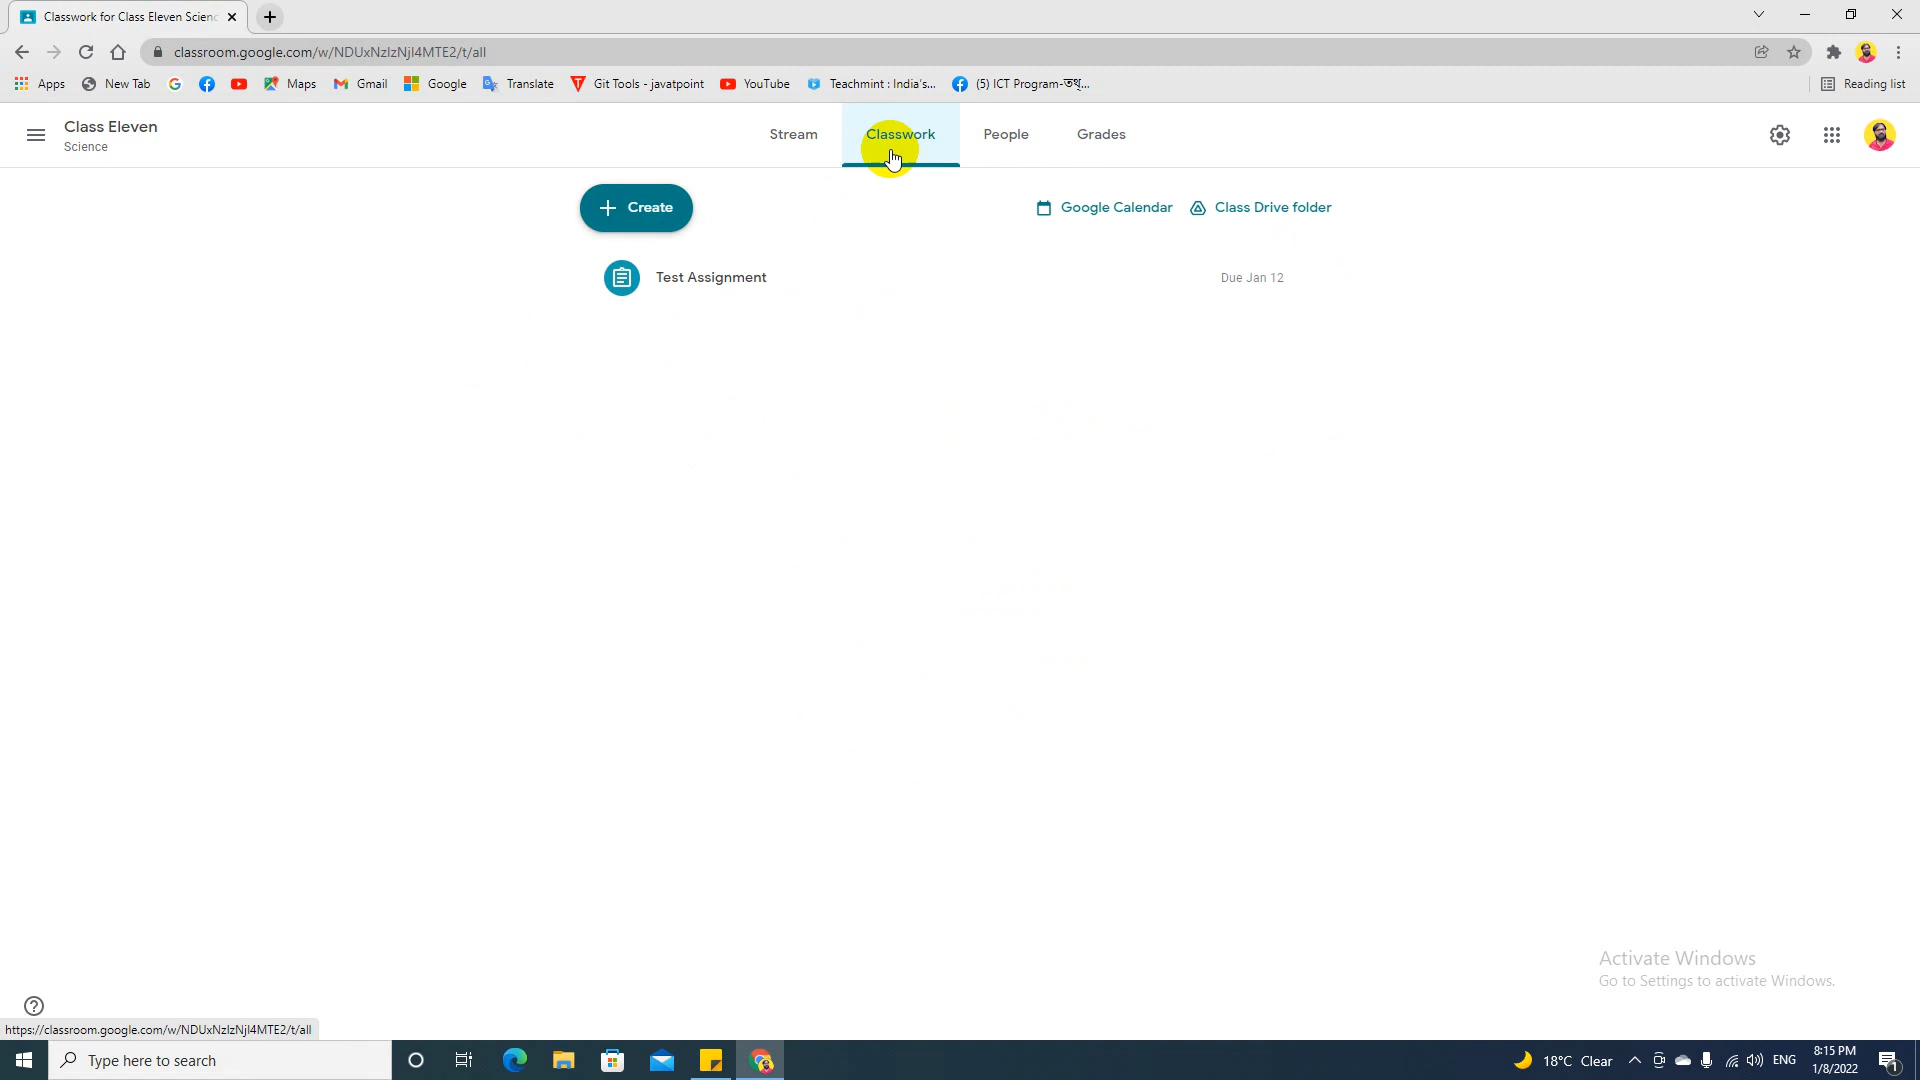 Classwork for Class Eleven Scienc
classroom.google.com/w/NDUxNzIzNjI4MTE2/t/all
Apps New Tab Maps Gmail Google Translate Git Tools - javatpoint YouTube Teachmint : India's... (5) ICT Program-তথ্... Reading list
Class Eleven
Science
Stream Classwork People Grades
Create
Google Calendar Class Drive folder
Test Assignment Due Jan 12
Activate Windows
Go to Settings to activate Windows.
https://classroom.google.com/w/NDUxNzIzNjI4MTE2/t/all
Type here to search
18°C Clear ENG
8:15 PM
1/8/2022
1